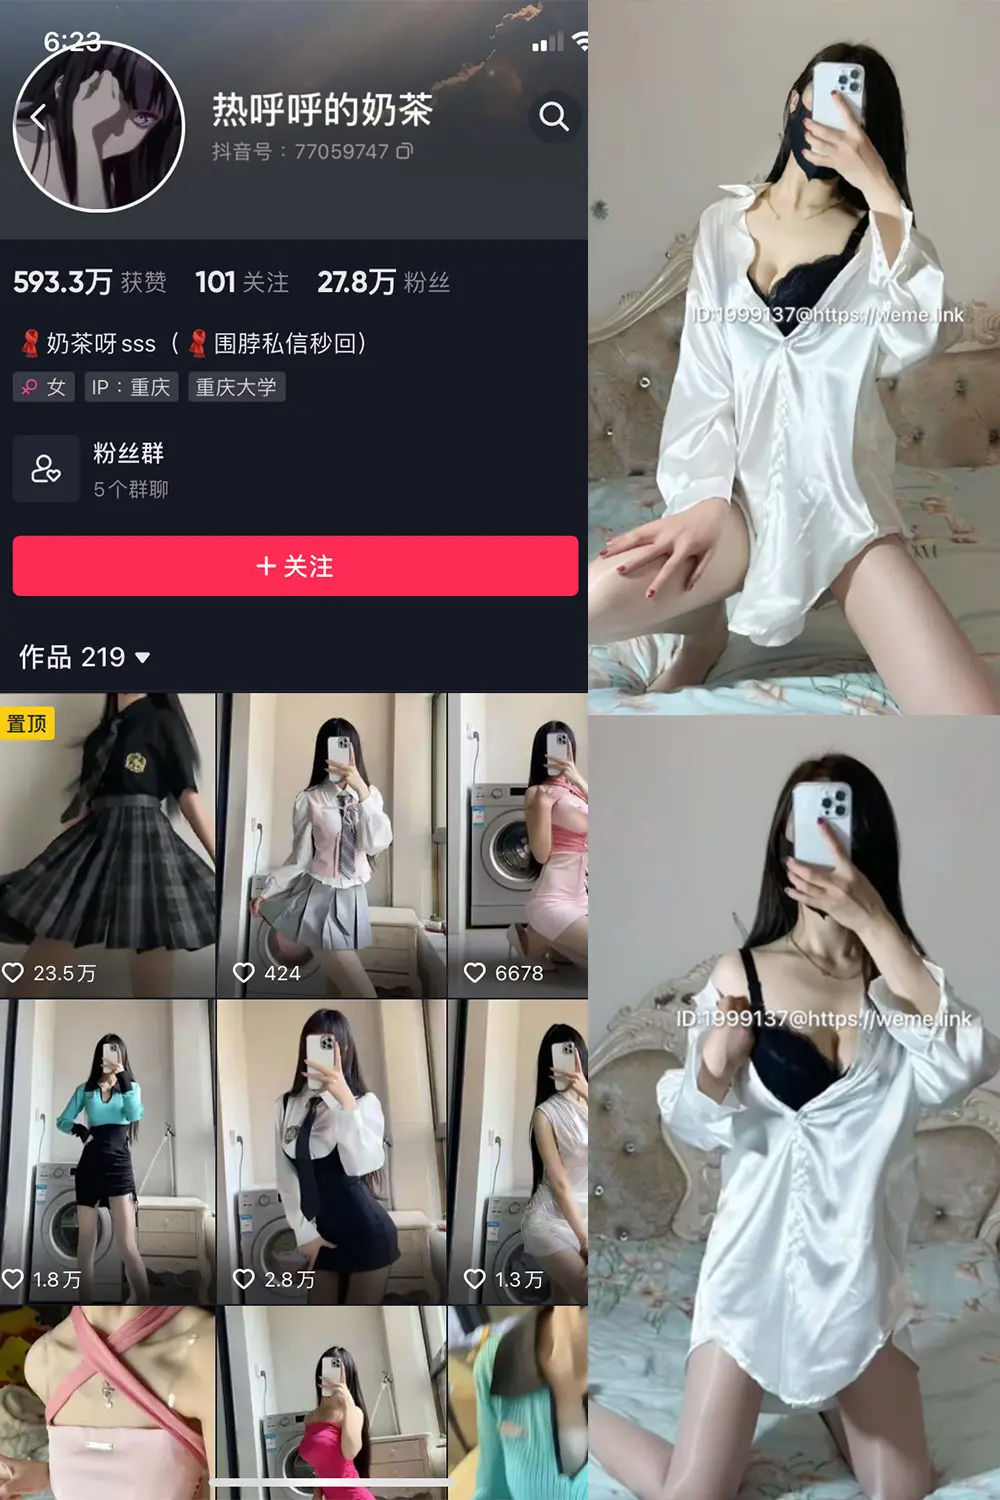 6:23
热呼呼的奶茶
抖音号：77059747
593.3万 获赞 101 关注 27.8万 粉丝
🧣奶茶呀sss（🧣围脖私信秒回）
女 IP：重庆 重庆大学
粉丝群
5个群聊
+ 关注
作品 219
置顶
23.5万 424 6678
1.8万 2.8万 1.3万
ID:1999137@https://weme.link
ID:1999137@https://weme.link